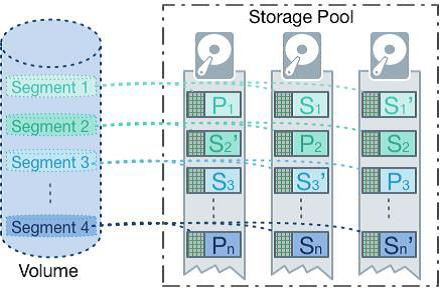 Storage Pool
Segment 1
P1 S1 S1'
Segment 2
S2' P2 S2
Segment 3
S3 S3' P3
Segment 4
Pn Sn Sn'
Volume